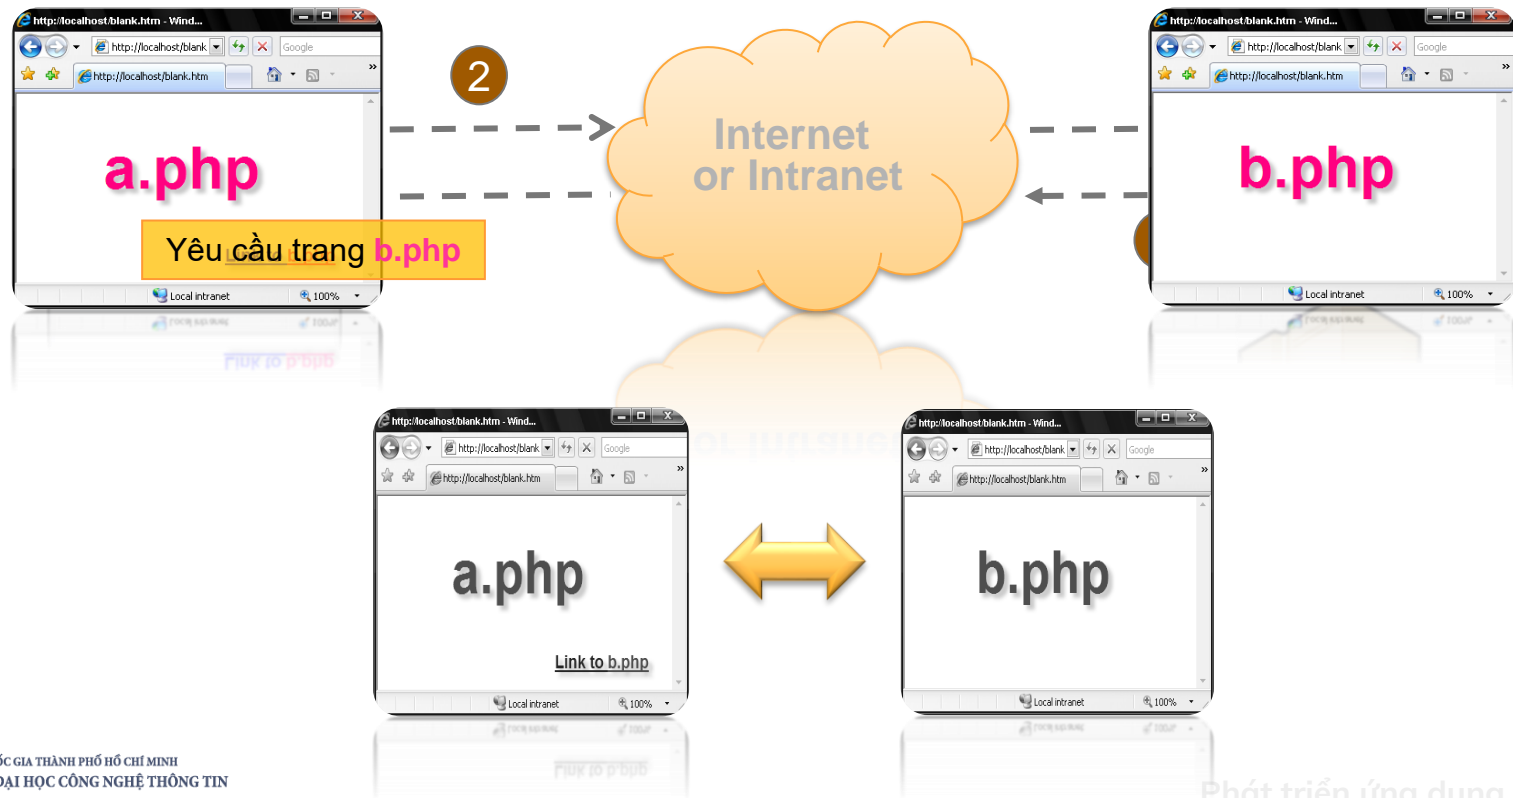 http://localhost/blank.htm - Wind...
http://localhost/blank
Google
http://localhost/blank.htm
»
a.php
Yêu cầu trang b.php
Local intranet
100%
2
Internet
or Intranet
http://localhost/blank.htm - Wind...
http://localhost/blank
Google
http://localhost/blank.htm
»
b.php
Local intranet
100%
http://localhost/blank.htm - Wind...
http://localhost/blank
Google
http://localhost/blank.htm
»
a.php
Link to b.php
Local intranet
100%
http://localhost/blank.htm - Wind...
http://localhost/blank
Google
http://localhost/blank.htm
»
b.php
Local intranet
100%
ỐC GIA THÀNH PHỐ HỒ CHÍ MINH
ĐẠI HỌC CÔNG NGHỆ THÔNG TIN
Phát triển ứng dụng